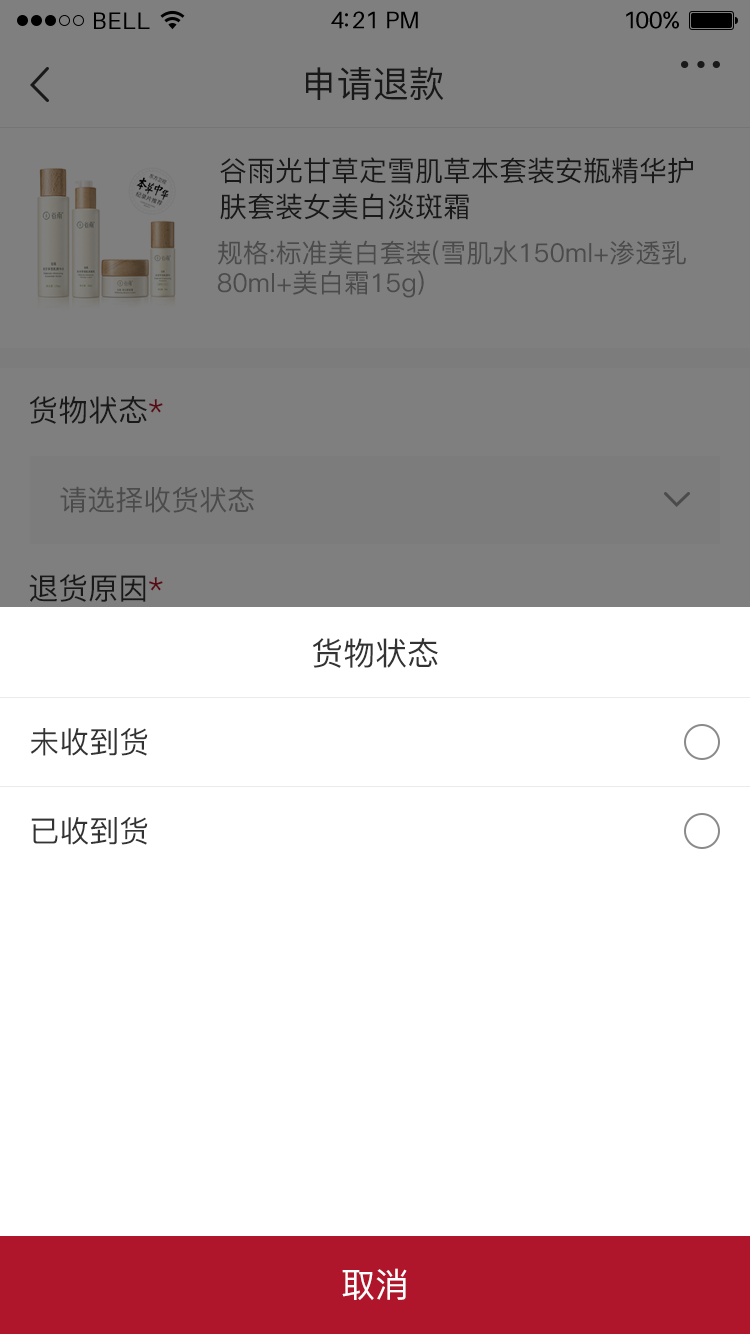 BELL
4:21 PM
100%
申请退款
本草中华
谷雨光甘草定雪肌草本套装安瓶精华护
肤套装女美白淡斑霜
规格:标准美白套装(雪肌水150ml+渗透乳
80ml+美白霜15g)
货物状态*
请选择收货状态
退货原因*
货物状态
未收到货
已收到货
取消